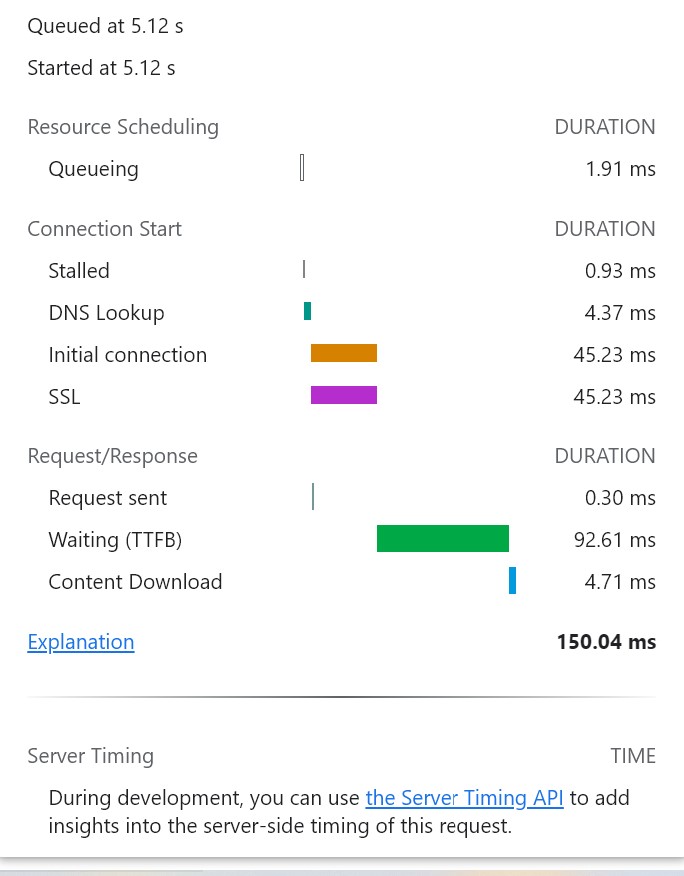 Queued at 5.12 s
Started at 5.12 s
Resource Scheduling DURATION
Queueing 1.91 ms
Connection Start DURATION
Stalled 0.93 ms
DNS Lookup 4.37 ms
Initial connection 45.23 ms
SSL 45.23 ms
Request/Response DURATION
Request sent 0.30 ms
Waiting (TTFB) 92.61 ms
Content Download 4.71 ms
Explanation 150.04 ms
Server Timing TIME
During development, you can use the Server Timing API to add
insights into the server-side timing of this request.